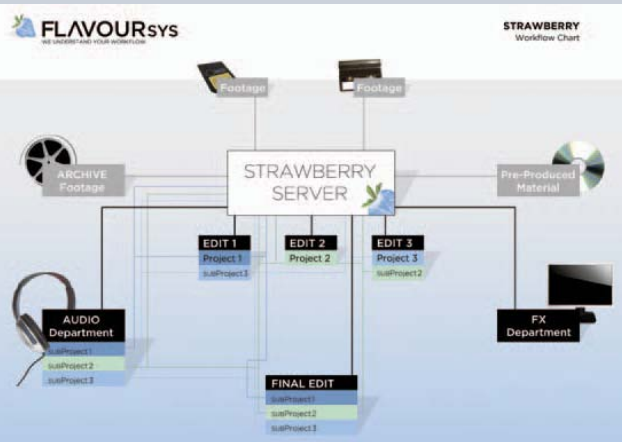 FLAVOURSYS
WE UNDERSTAND YOUR WORKFLOW
STRAWBERRY
Workflow Chart
Footage
Footage
ARCHIVE
Footage
STRAWBERRY
SERVER
Pre-Produced
Material
EDIT 1
Project 1
subProject3
EDIT 2
Project 2
EDIT 3
Project 3
subProject2
AUDIO
Department
subProject1
subProject2
subProject3
FX
Department
FINAL EDIT
subProject1
subProject2
subProject3